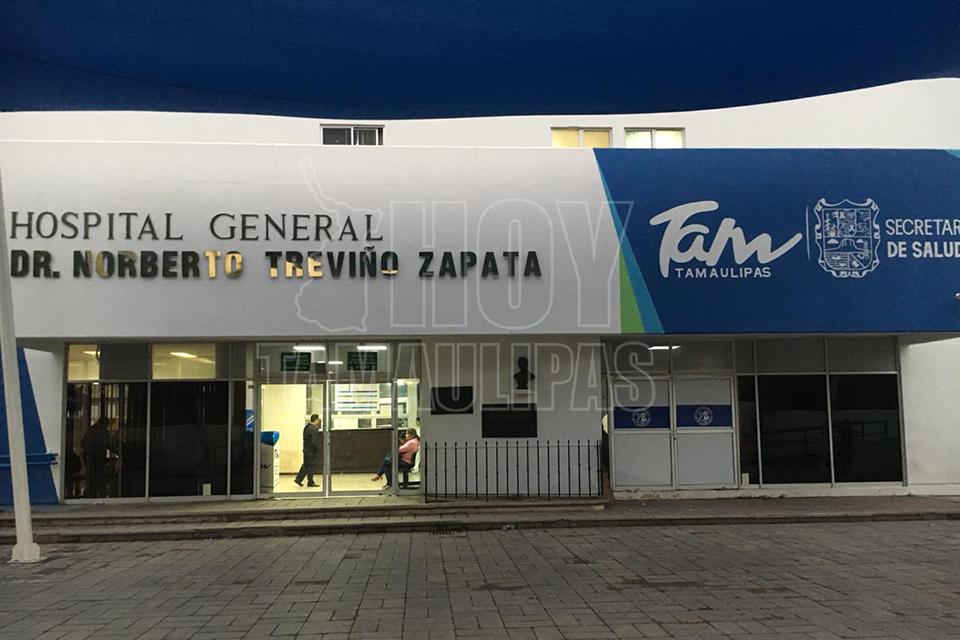 HOSPITAL GENERAL
DR. NORBERTO TREVIÑO ZAPATA
Tam
TAMAULIPAS
SECRETAR
DE SALUD
HOY
TAMAULIPAS